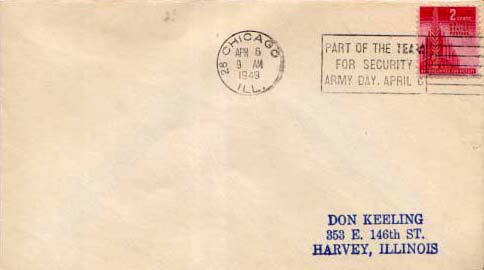 28 CHICAGO
APR 6
9 AM
1949
ILL.
PART OF THE TEAM
FOR SECURITY
ARMY DAY. APRIL 6
2 CENTS
DON KEELING
353 E. 146th ST.
HARVEY, ILLINOIS